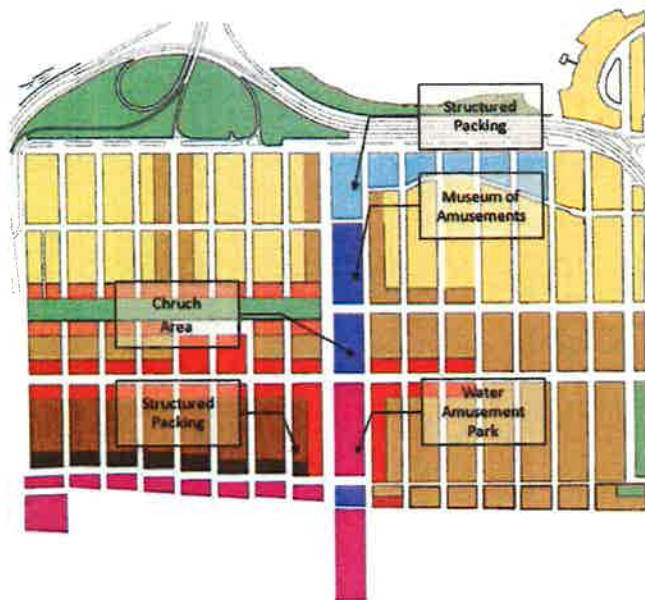 Structured
Packing
Museum of
Amusements
Chruch
Area
Structured
Packing
Water
Amusement
Park